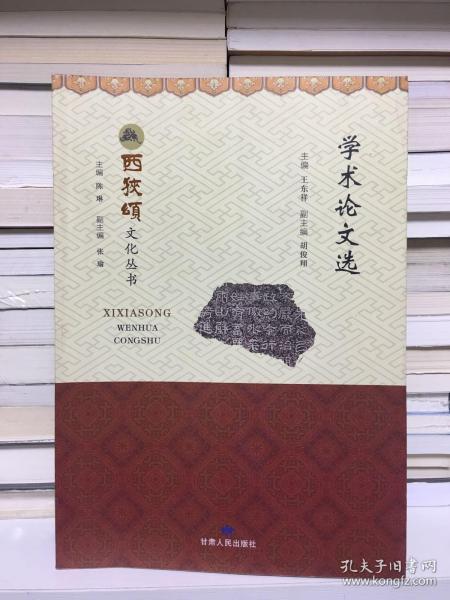 学术论文选
主编 王东祥 副主编 胡俊翔
西狭頌
文化丛书
主编 陈琳 副主编 张瑜
XIXIASONG
WENHUA
CONGSHU
甘肃人民出版社
孔夫子旧书网
kongfz.com